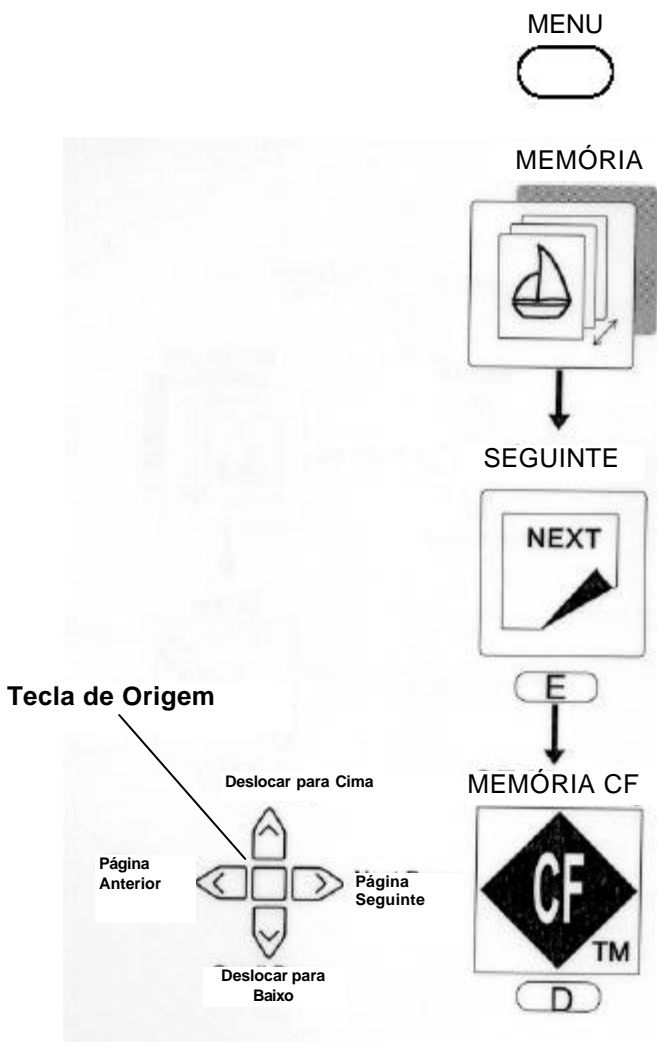 MENU
MEMÓRIA
SEGUINTE
NEXT
E
Tecla de Origem
MEMÓRIA CF
Deslocar para Cima
Página
Anterior
Página
Seguinte
Deslocar para
Baixo
CF
TM
D